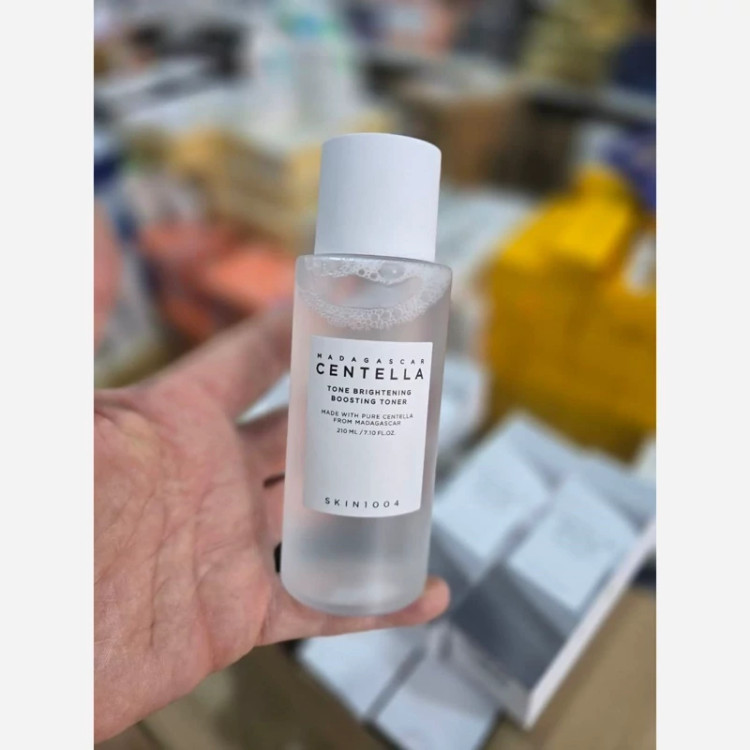 MADAGASCAR
CENTELLA
TONE BRIGHTENING
BOOSTING TONER
MADE WITH PURE CENTELLA
FROM MADAGASCAR
210 ML / 7.10 FL.OZ.
SKIN1004